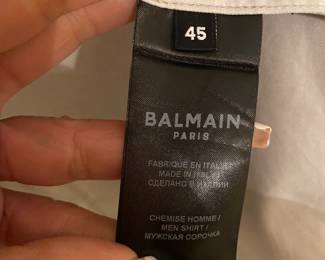 45
BALMAIN
PARIS
FABRIQUE EN ITALIE
MADE IN ITALY
СДЕЛАНО В ИТАЛИИ
CHEMISE HOMME /
MEN SHIRT /
МУЖСКАЯ СОРОЧКА